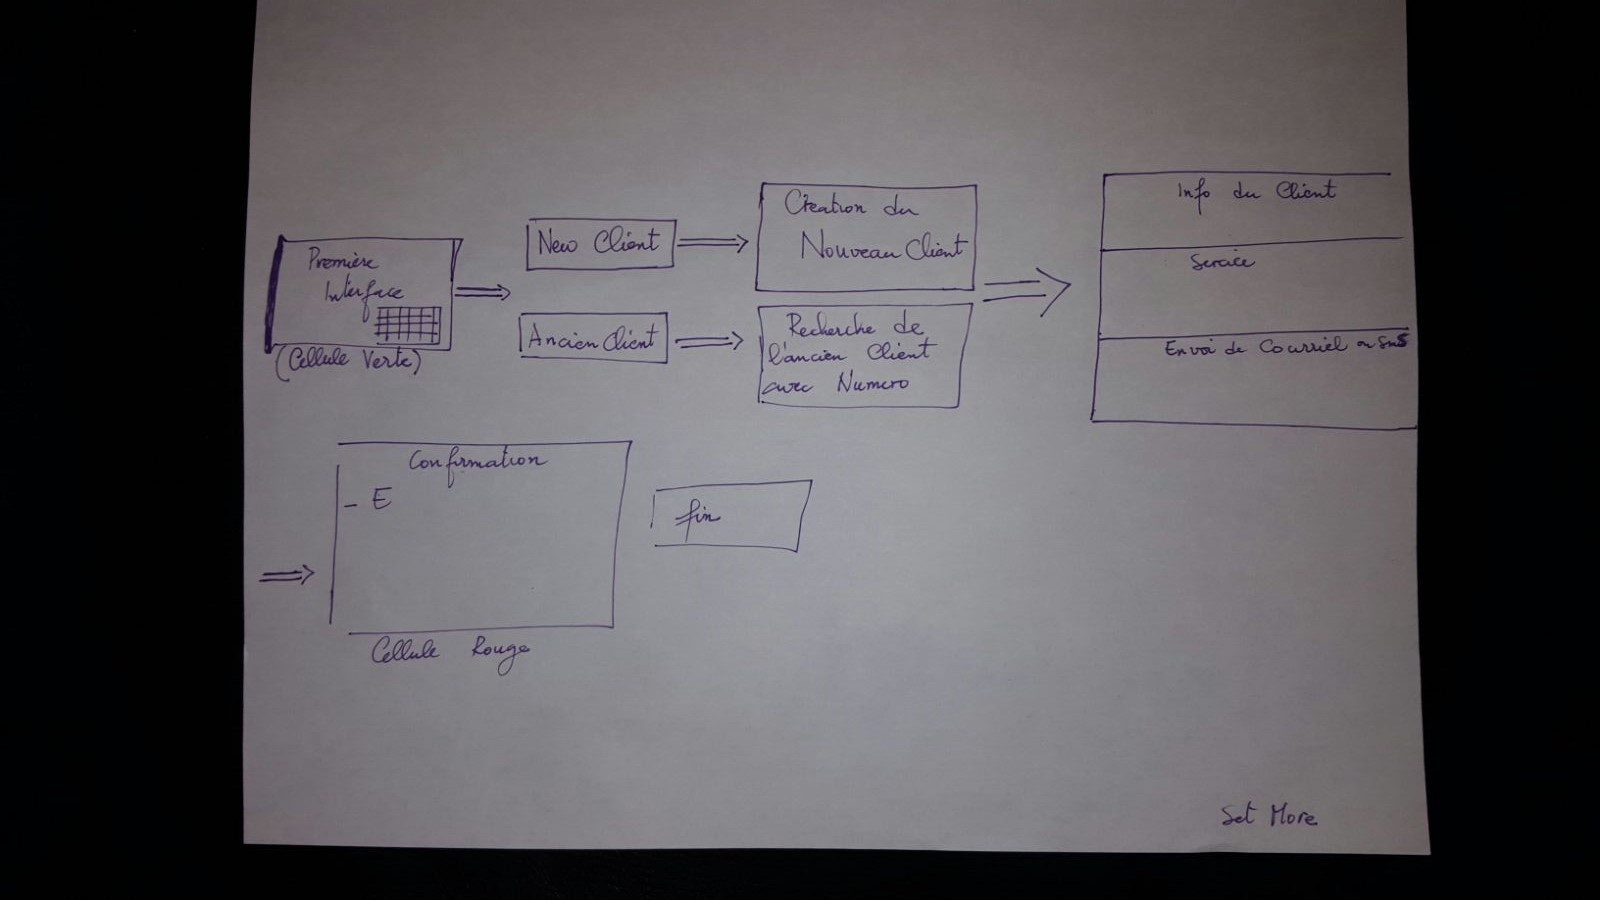 Première
Interface
(Cellule Verte)
New Client
Ancien Client
Creation du
Nouveau Client
Recherche de
l'ancien Client
avec Numero
Info du Client
Service
Envoi de Courriel ou SMS
Confirmation
- E
Cellule Rouge
fin
Set More